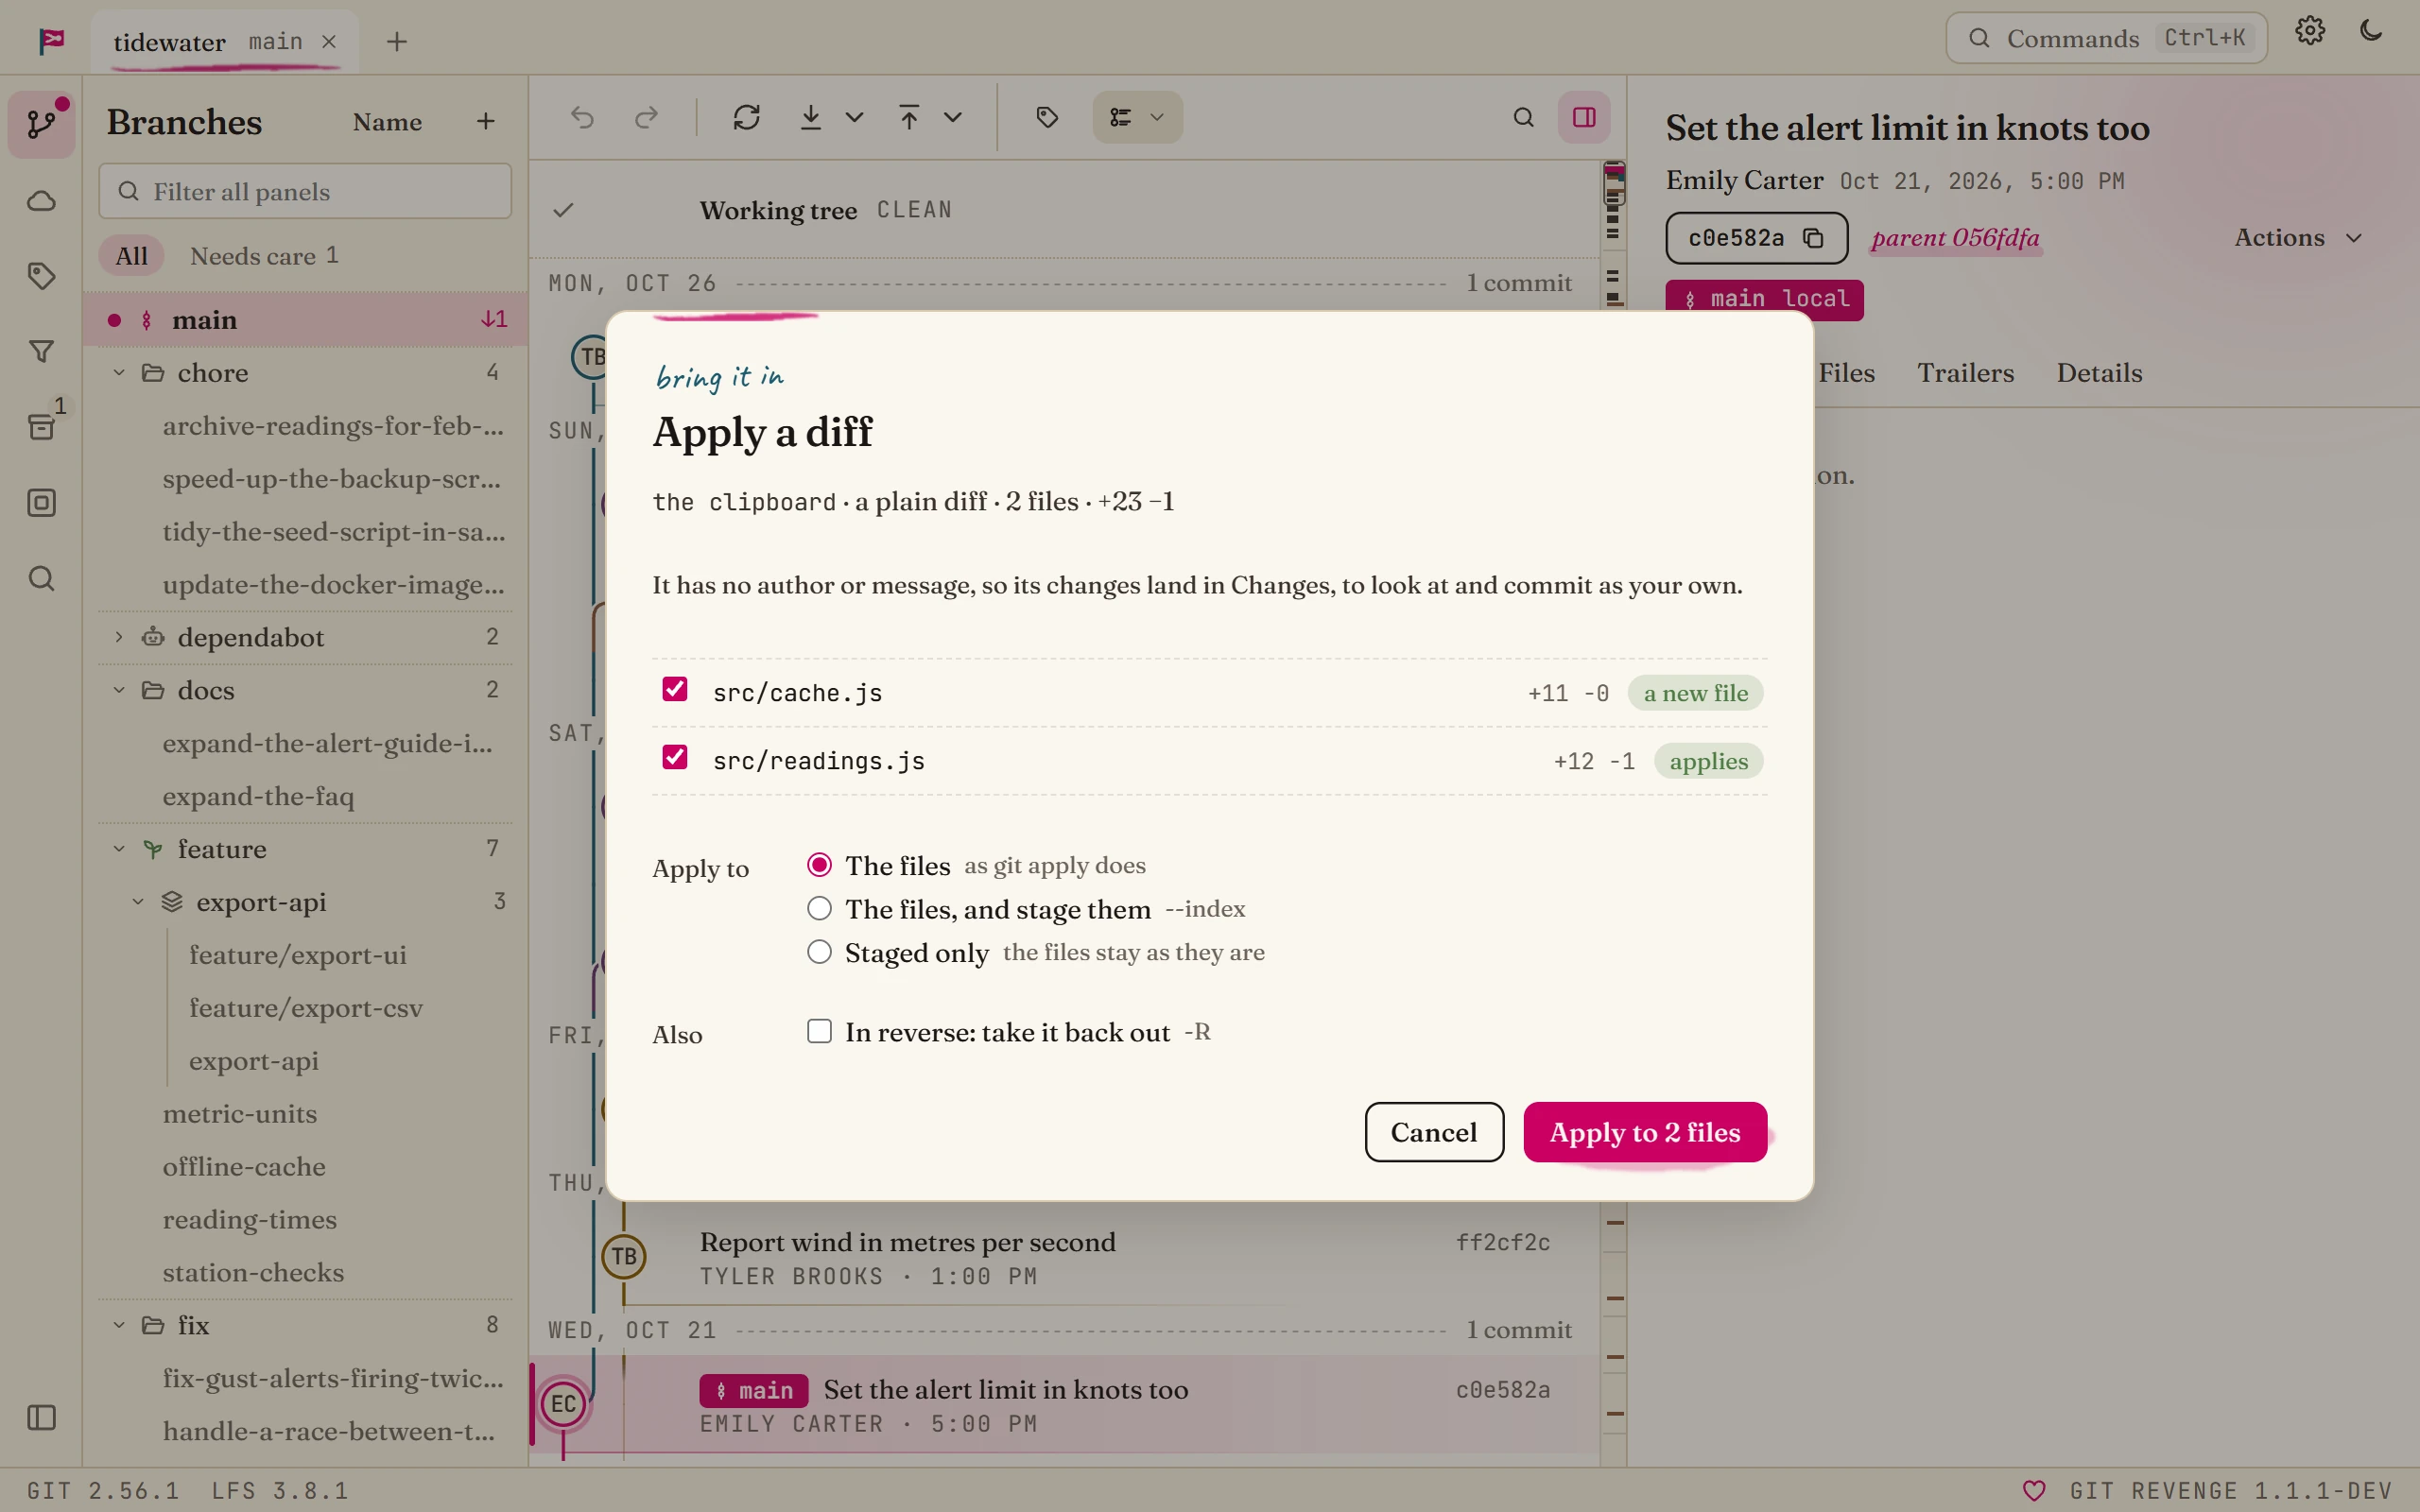 tidewater main
Commands Ctrl+K
Branches Name
Filter all panels
All Needs care 1
main ↓1
chore 4
archive-readings-for-feb-...
speed-up-the-backup-scr...
tidy-the-seed-script-in-sa...
update-the-docker-image...
dependabot 2
docs 2
expand-the-alert-guide-i...
expand-the-faq
feature 7
export-api 3
feature/export-ui
feature/export-csv
export-api
metric-units
offline-cache
reading-times
station-checks
fix 8
fix-gust-alerts-firing-twic...
handle-a-race-between-t...
1
Working tree CLEAN
MON, OCT 26 1 commit
TB
SUN,
SAT,
FRI,
THU,
bring it in
Apply a diff
the clipboard · a plain diff · 2 files · +23 −1
It has no author or message, so its changes land in Changes, to look at and commit as your own.
src/cache.js +11 -0 a new file
src/readings.js +12 -1 applies
Apply to
The files as git apply does
The files, and stage them --index
Staged only the files stay as they are
Also In reverse: take it back out -R
Cancel Apply to 2 files
TB Report wind in metres per second ff2cf2c
TYLER BROOKS · 1:00 PM
WED, OCT 21 1 commit
EC main Set the alert limit in knots too c0e582a
EMILY CARTER · 5:00 PM
Set the alert limit in knots too
Emily Carter Oct 21, 2026, 5:00 PM
c0e582a parent 056fdfa Actions
main local
Files Trailers Details
on.
GIT 2.56.1 LFS 3.8.1
GIT REVENGE 1.1.1-DEV